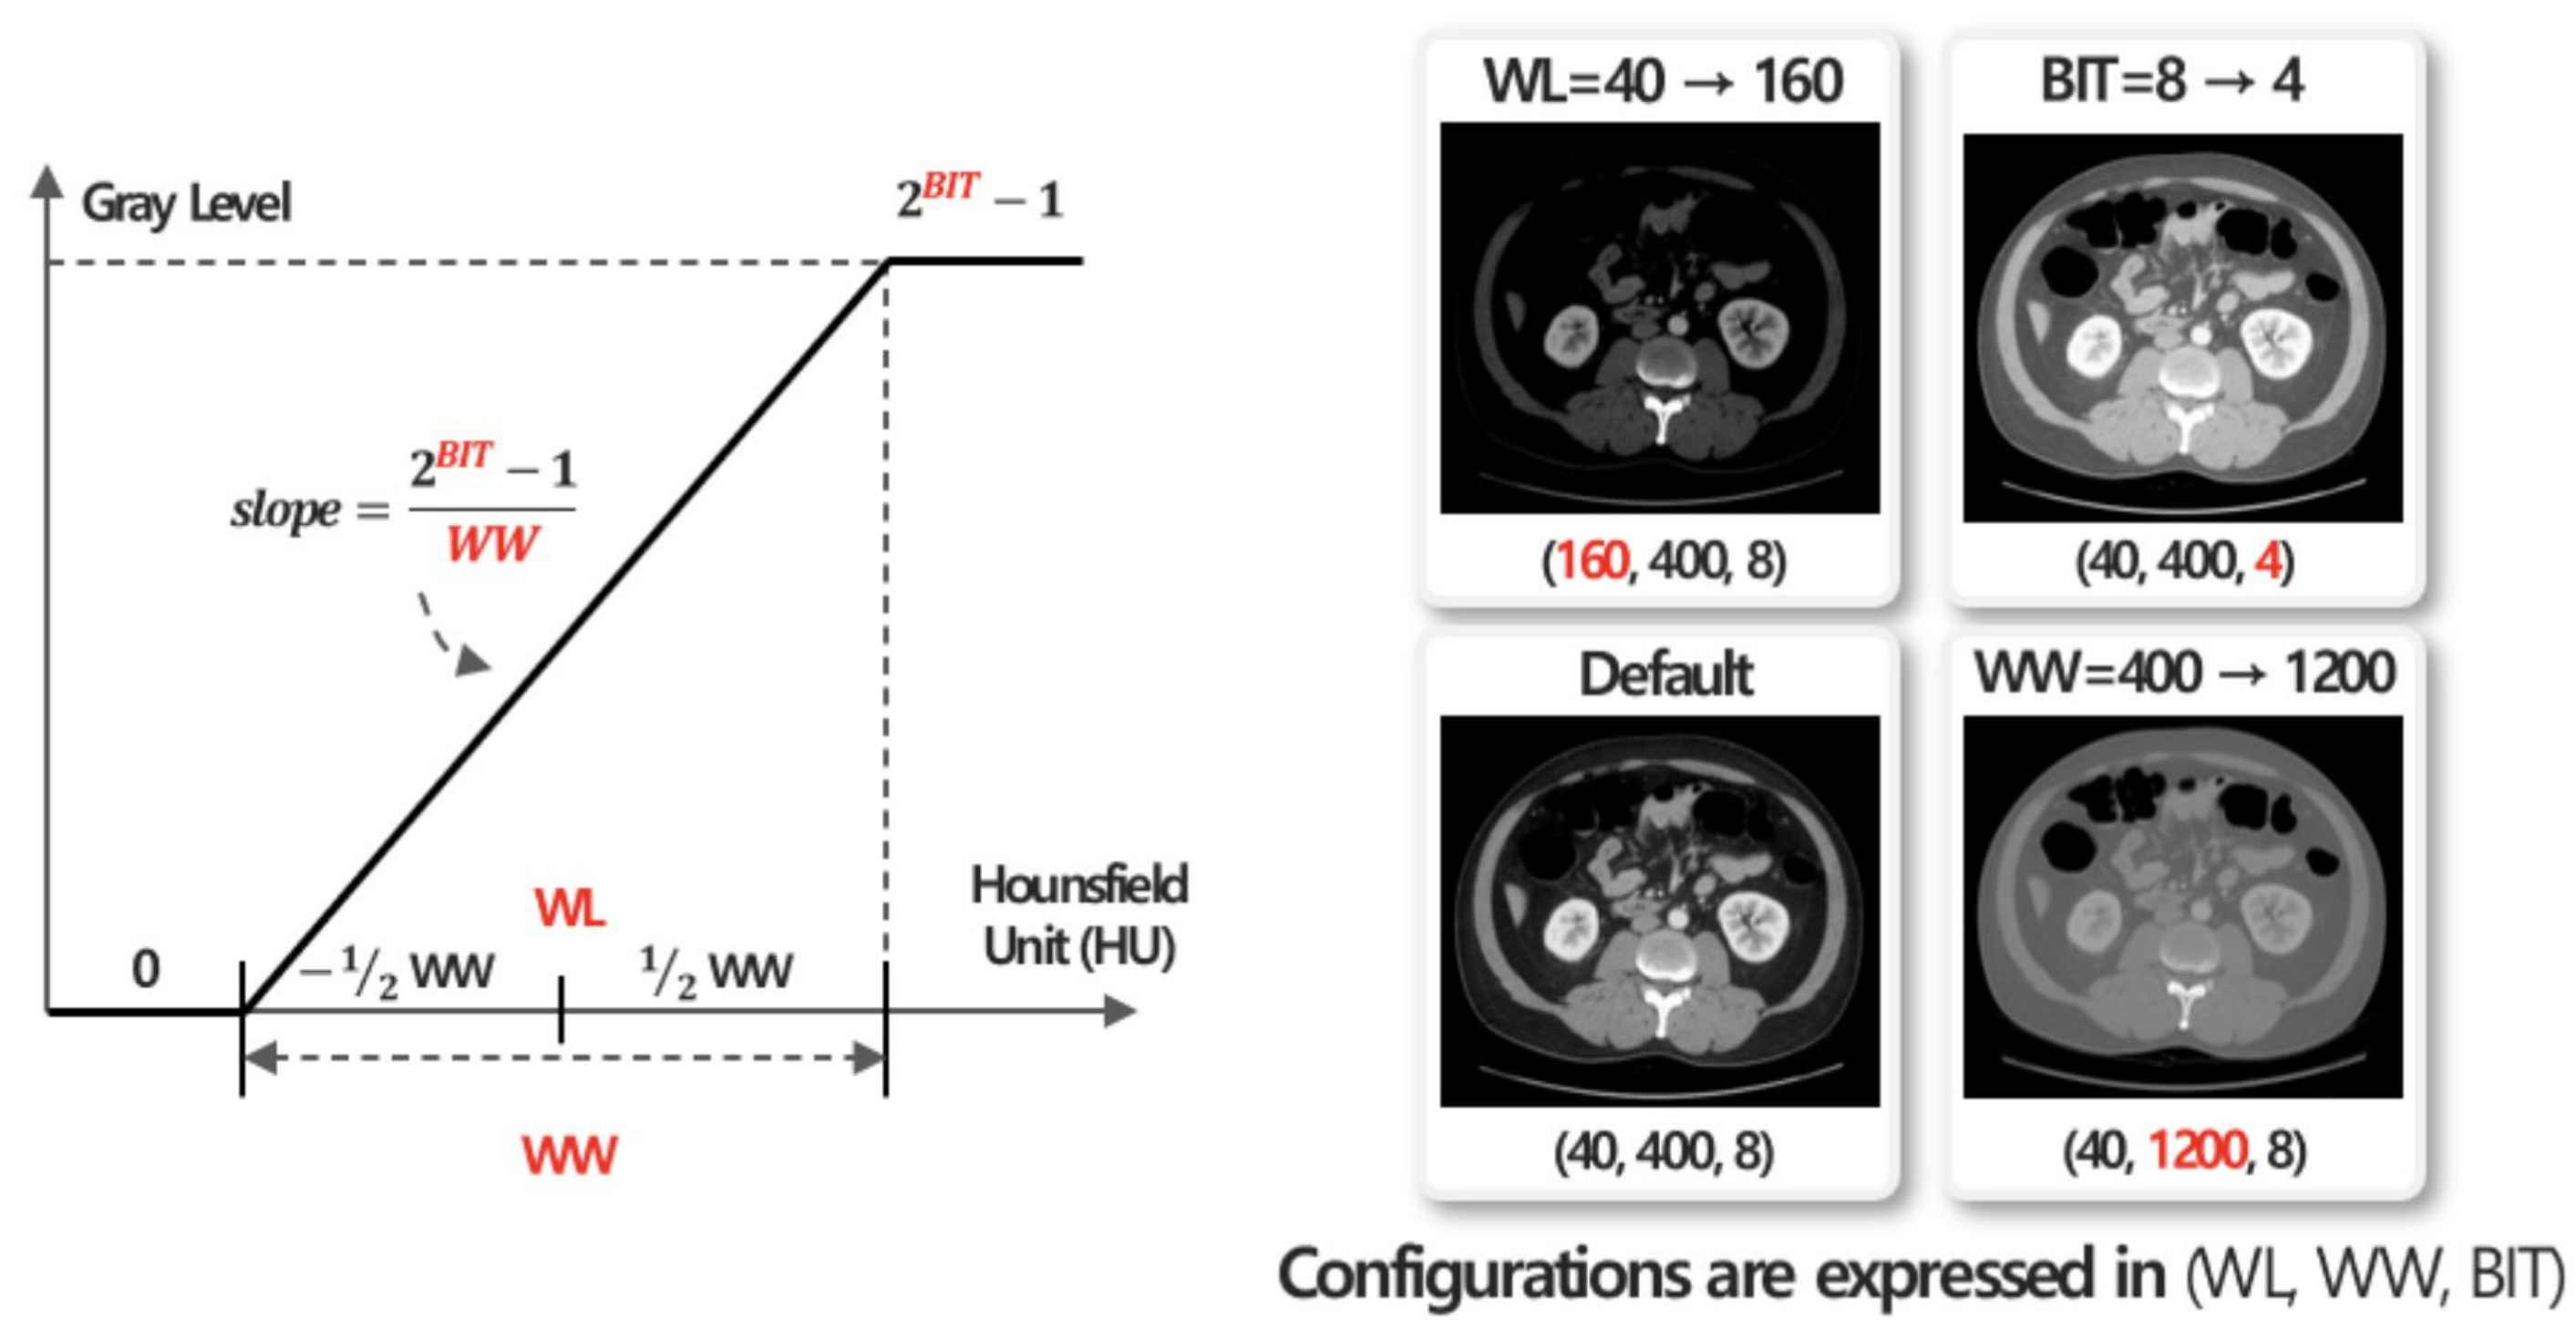 Gray Level
2^BIT − 1
slope = 2^BIT − 1 / WW
0
−1/2 WW
WL
1/2 WW
Hounsfield
Unit (HU)
WW
WL=40 → 160
(160, 400, 8)
BIT=8 → 4
(40, 400, 4)
Default
(40, 400, 8)
WW=400 → 1200
(40, 1200, 8)
Configurations are expressed in (WL, WW, BIT)